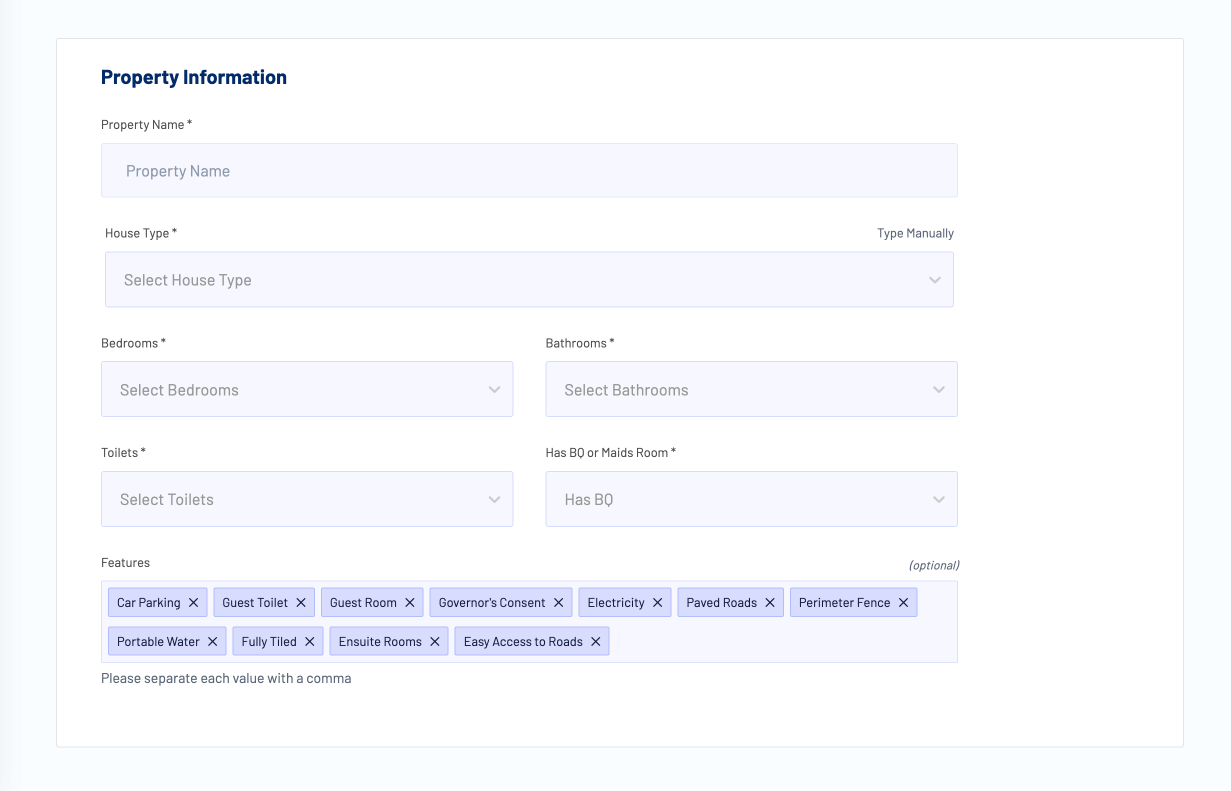 Property Information
Property Name *
Property Name
House Type *
Type Manually
Select House Type
Bedrooms *
Bathrooms *
Select Bedrooms
Select Bathrooms
Toilets *
Has BQ or Maids Room *
Select Toilets
Has BQ
Features
(optional)
Car Parking Guest Toilet Guest Room Governor's Consent Electricity Paved Roads Perimeter Fence
Portable Water Fully Tiled Ensuite Rooms Easy Access to Roads
Please separate each value with a comma